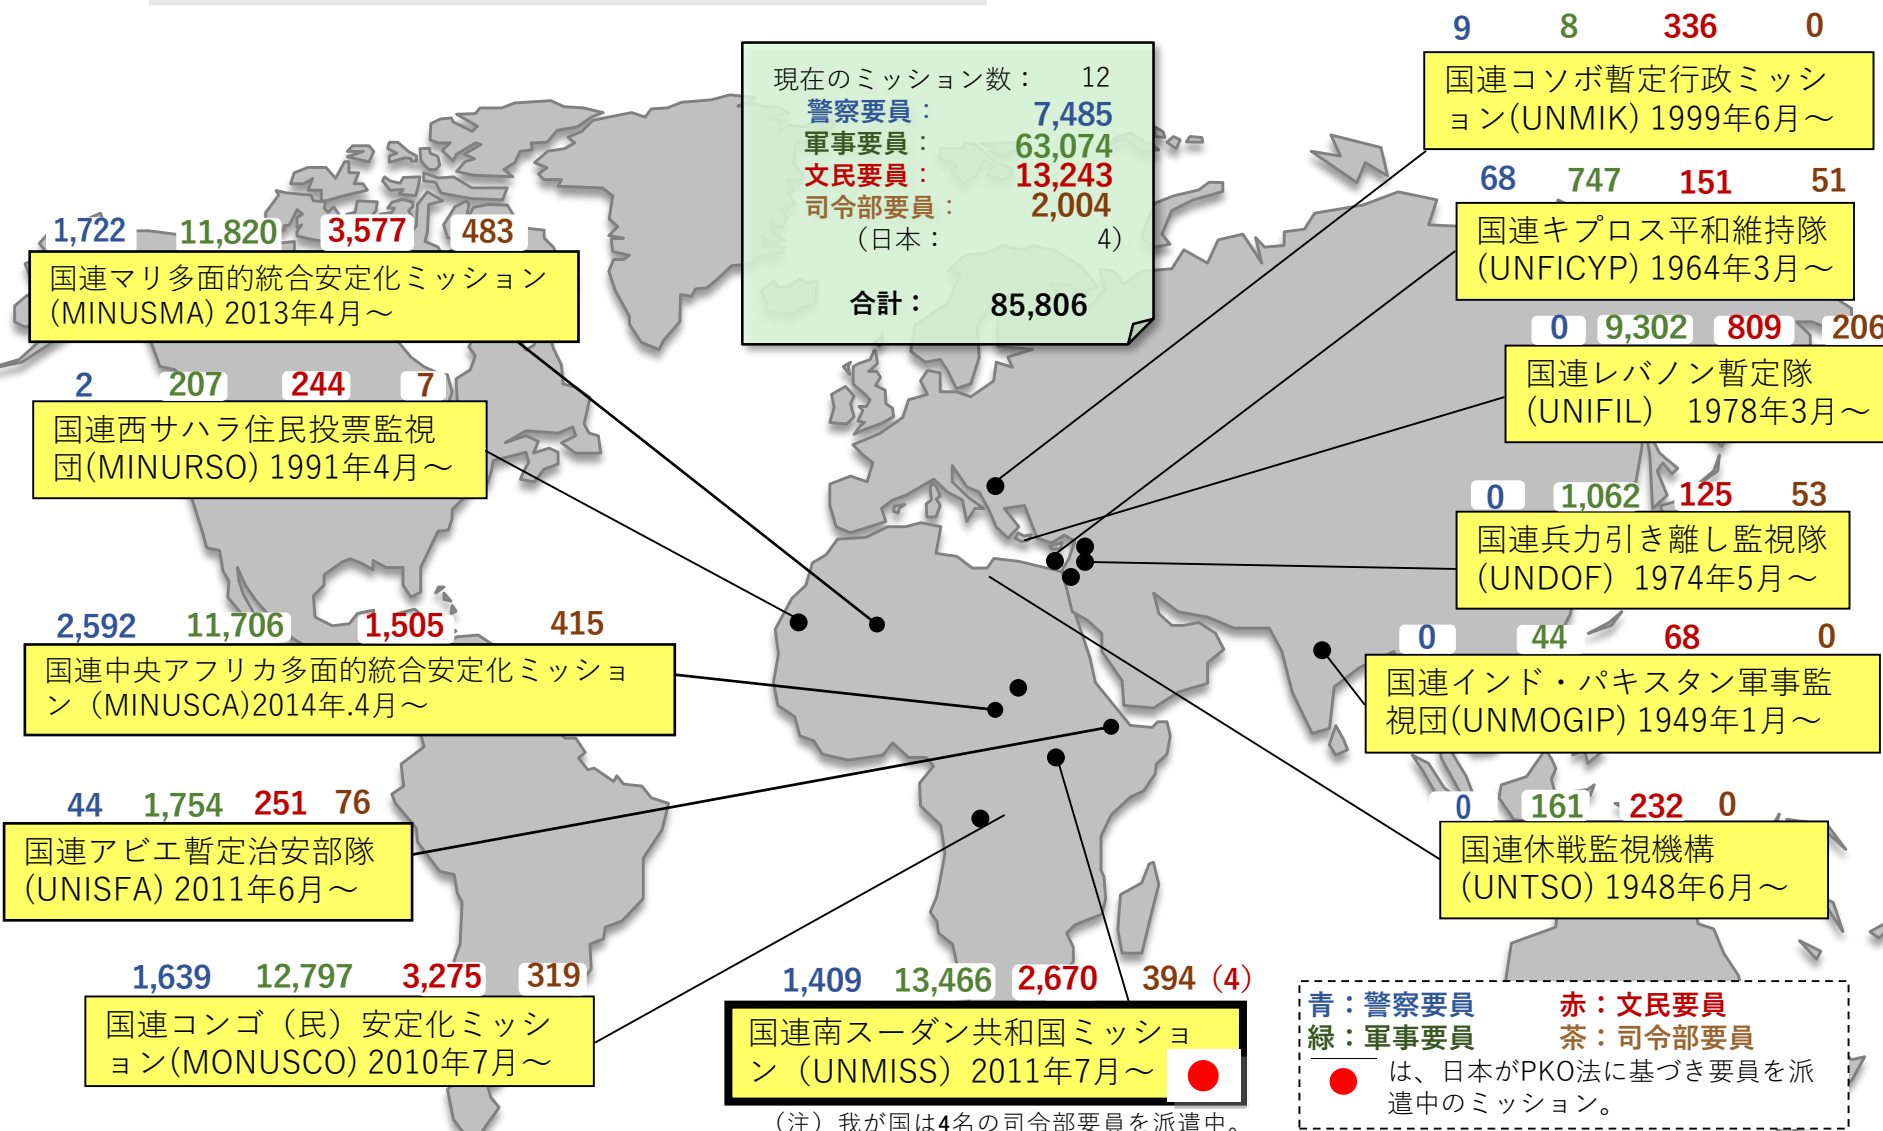 現在のミッション数： 12
警察要員： 7,485
軍事要員： 63,074
文民要員： 13,243
司令部要員： 2,004
（日本： 4）
合計： 85,806
9 8 336 0
国連コソボ暫定行政ミッシ
ョン(UNMIK) 1999年6月～
68 747 151 51
国連キプロス平和維持隊
(UNFICYP) 1964年3月～
0 9,302 809 206
国連レバノン暫定隊
(UNIFIL) 1978年3月～
0 1,062 125 53
国連兵力引き離し監視隊
(UNDOF) 1974年5月～
0 44 68 0
国連インド・パキスタン軍事監
視団(UNMOGIP) 1949年1月～
0 161 232 0
国連休戦監視機構
(UNTSO) 1948年6月～
1,722 11,820 3,577 483
国連マリ多面的統合安定化ミッション
(MINUSMA) 2013年4月～
2 207 244 7
国連西サハラ住民投票監視
団(MINURSO) 1991年4月～
2,592 11,706 1,505 415
国連中央アフリカ多面的統合安定化ミッショ
ン（MINUSCA)2014年.4月～
44 1,754 251 76
国連アビエ暫定治安部隊
(UNISFA) 2011年6月～
1,639 12,797 3,275 319
国連コンゴ（民）安定化ミッシ
ョン(MONUSCO) 2010年7月～
1,409 13,466 2,670 394（4）
国連南スーダン共和国ミッショ
ン（UNMISS）2011年7月～
（注）我が国は4名の司令部要員を派遣中。
青：警察要員 赤：文民要員
緑：軍事要員 茶：司令部要員
は、日本がPKO法に基づき要員を派
遣中のミッション。